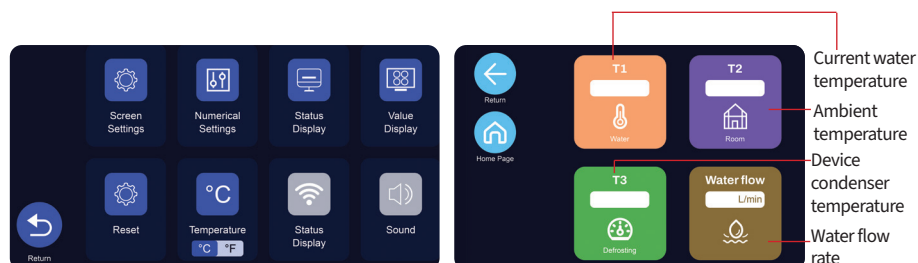 Screen
Settings
Numerical
Settings
Status
Display
Value
Display
Reset
°C
Temperature
°C °F
Status
Display
Sound
Return
Return
Home Page
T1
Water
T2
Room
T3
Defrosting
Water flow
L/min
Current water
temperature
Ambient
temperature
Device
condenser
temperature
Water flow
rate